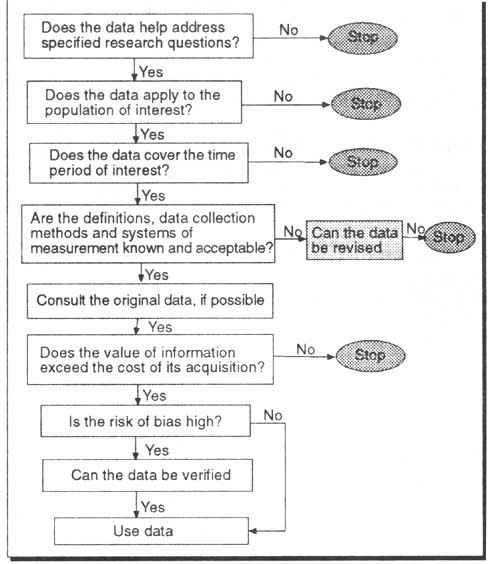 Does the data help address
specified research questions?
No
Stop
Yes
Does the data apply to the
population of interest?
No
Stop
Yes
Does the data cover the time
period of interest?
No
Stop
Yes
Are the definitions, data collection
methods and systems of
measurement known and acceptable?
No
Can the data
be revised
No
Stop
Yes
Consult the original data, if possible
Yes
Does the value of information
exceed the cost of its acquisition?
No
Stop
Yes
Is the risk of bias high?
No
Yes
Can the data be verified
Yes
Use data